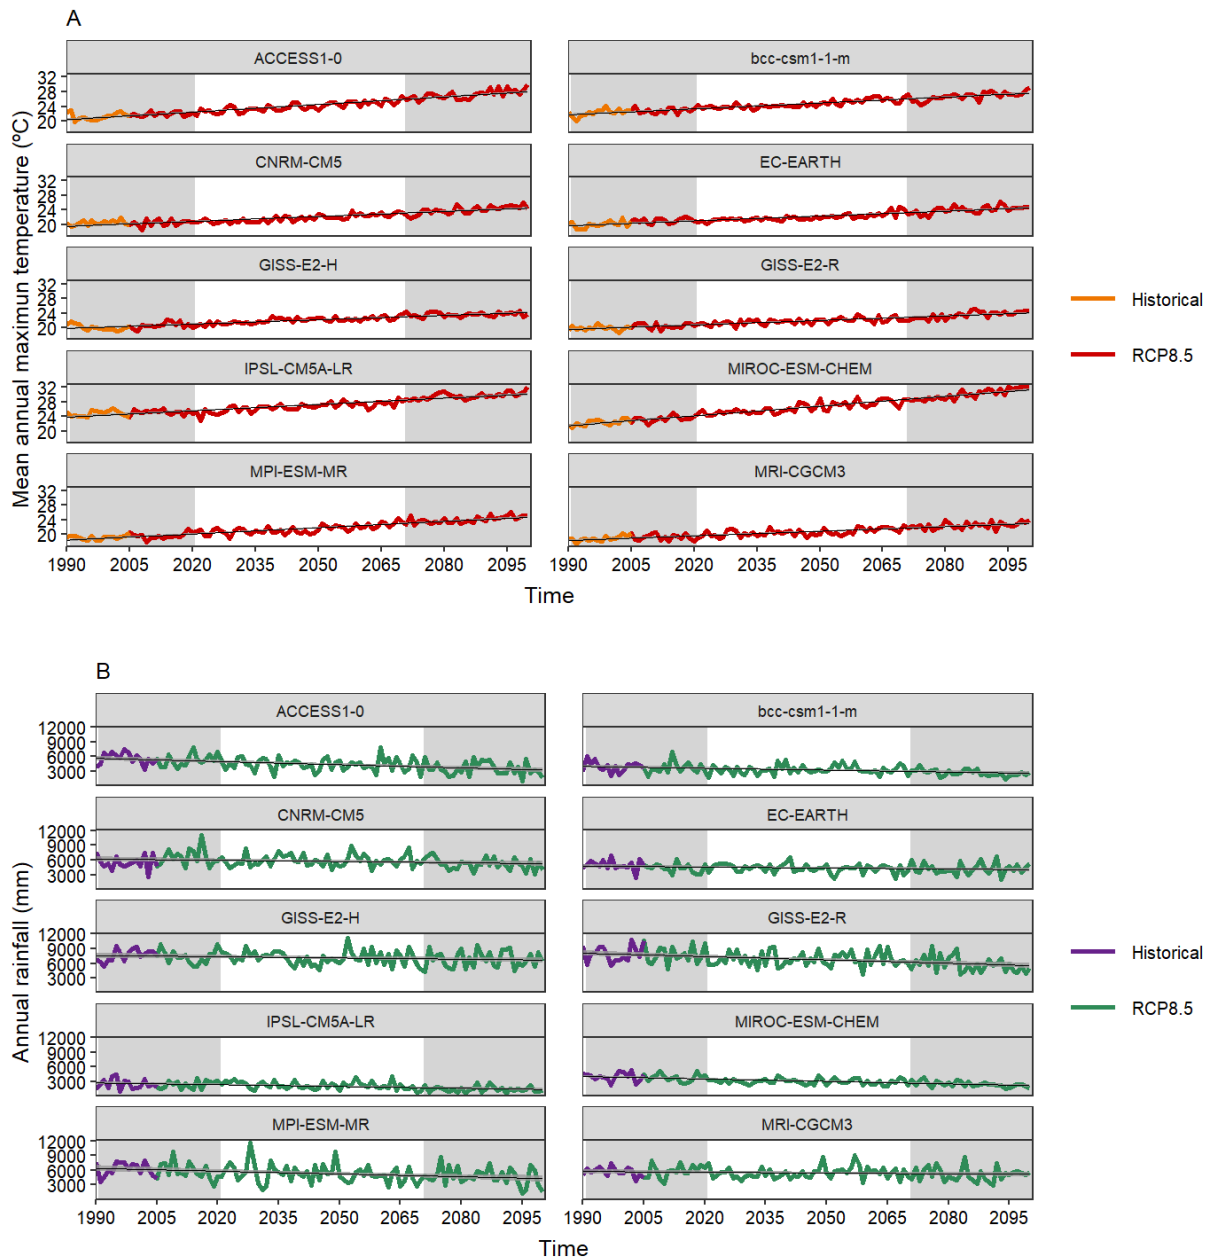 A
Mean annual maximun temperature (ºC)
ACCESS1-0
bcc-csm1-1-m
32
28
24
20
CNRM-CM5
EC-EARTH
32
28
24
20
GISS-E2-H
GISS-E2-R
32
28
24
20
Historical
RCP8.5
IPSL-CM5A-LR
MIROC-ESM-CHEM
32
28
24
20
MPI-ESM-MR
MRI-CGCM3
32
28
24
20
1990 2005 2020 2035 2050 2065 2080 2095
1990 2005 2020 2035 2050 2065 2080 2095
Time
B
Annual rainfall (mm)
ACCESS1-0
bcc-csm1-1-m
12000
9000
6000
3000
CNRM-CM5
EC-EARTH
12000
9000
6000
3000
GISS-E2-H
GISS-E2-R
12000
9000
6000
3000
Historical
RCP8.5
IPSL-CM5A-LR
MIROC-ESM-CHEM
12000
9000
6000
3000
MPI-ESM-MR
MRI-CGCM3
12000
9000
6000
3000
1990 2005 2020 2035 2050 2065 2080 2095
1990 2005 2020 2035 2050 2065 2080 2095
Time